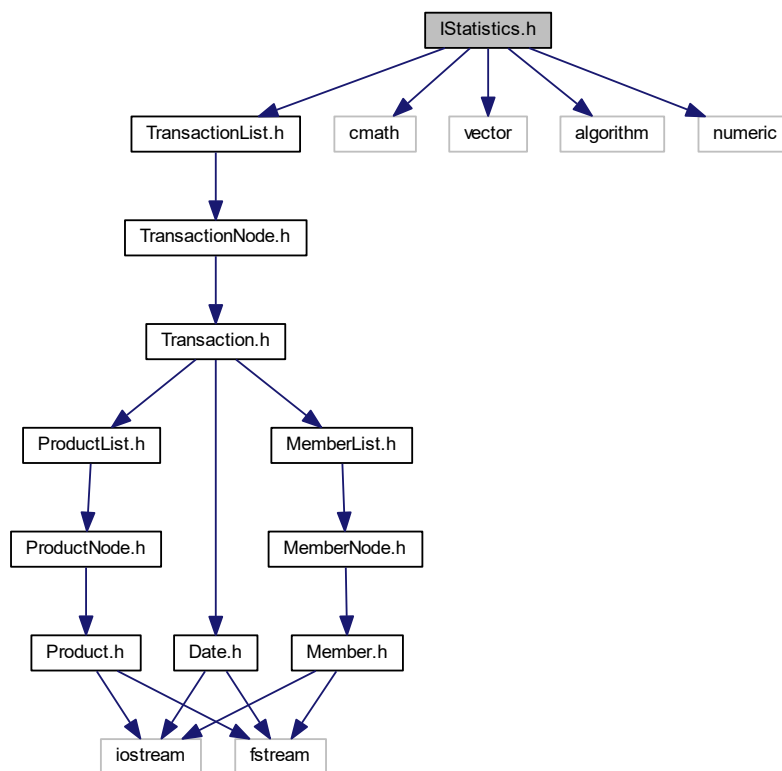 IStatistics.h
TransactionList.h
cmath
vector
algorithm
numeric
TransactionNode.h
Transaction.h
ProductList.h
MemberList.h
ProductNode.h
MemberNode.h
Product.h
Date.h
Member.h
iostream
fstream